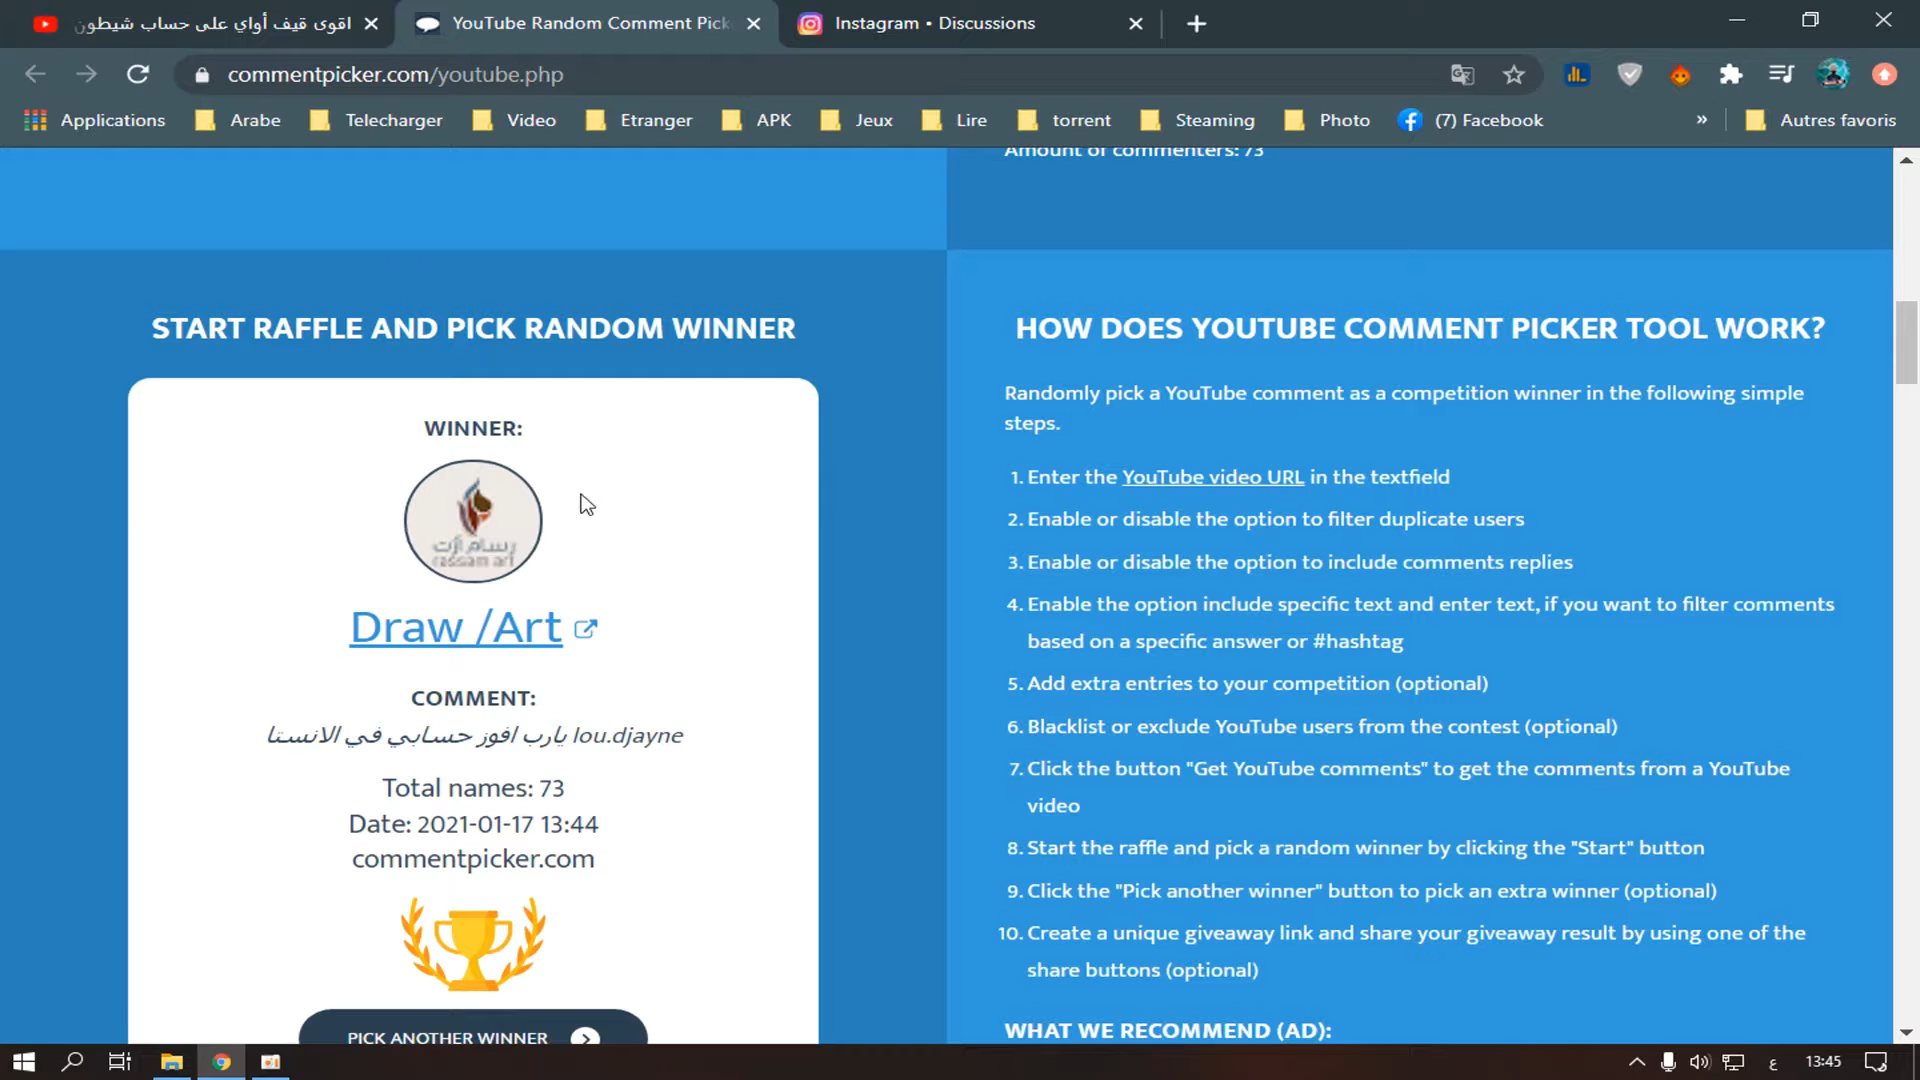 اقوى قيف أواي على حساب شيطون
YouTube Random Comment Pick
Instagram • Discussions
commentpicker.com/youtube.php
Applications
Arabe
Telecharger
Video
Etranger
APK
Jeux
Lire
torrent
Steaming
Photo
(7) Facebook
»
Autres favoris
Amount of commenters: 73
START RAFFLE AND PICK RANDOM WINNER
WINNER:
رسام آرت
rassam art
Draw /Art
COMMENT:
يارب افوز حسابي في الانستا lou.djayne
Total names: 73
Date: 2021-01-17 13:44
commentpicker.com
PICK ANOTHER WINNER
HOW DOES YOUTUBE COMMENT PICKER TOOL WORK?
Randomly pick a YouTube comment as a competition winner in the following simple
steps.
1. Enter the YouTube video URL in the textfield
2. Enable or disable the option to filter duplicate users
3. Enable or disable the option to include comments replies
4. Enable the option include specific text and enter text, if you want to filter comments
based on a specific answer or #hashtag
5. Add extra entries to your competition (optional)
6. Blacklist or exclude YouTube users from the contest (optional)
7. Click the button "Get YouTube comments" to get the comments from a YouTube
video
8. Start the raffle and pick a random winner by clicking the "Start" button
9. Click the "Pick another winner" button to pick an extra winner (optional)
10. Create a unique giveaway link and share your giveaway result by using one of the
share buttons (optional)
WHAT WE RECOMMEND (AD):
ع
13:45